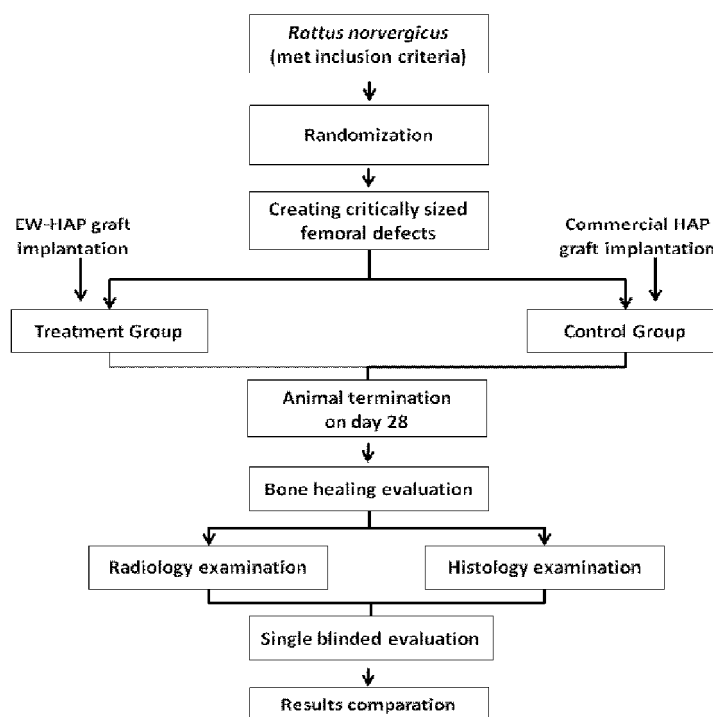 Rattus norvergicus
(met inclusion criteria)
Randomization
Creating critically sized
femoral defects
EW-HAP graft
implantation
Commercial HAP
graft implantation
Treatment Group
Control Group
Animal termination
on day 28
Bone healing evaluation
Radiology examination
Histology examination
Single blinded evaluation
Results comparation